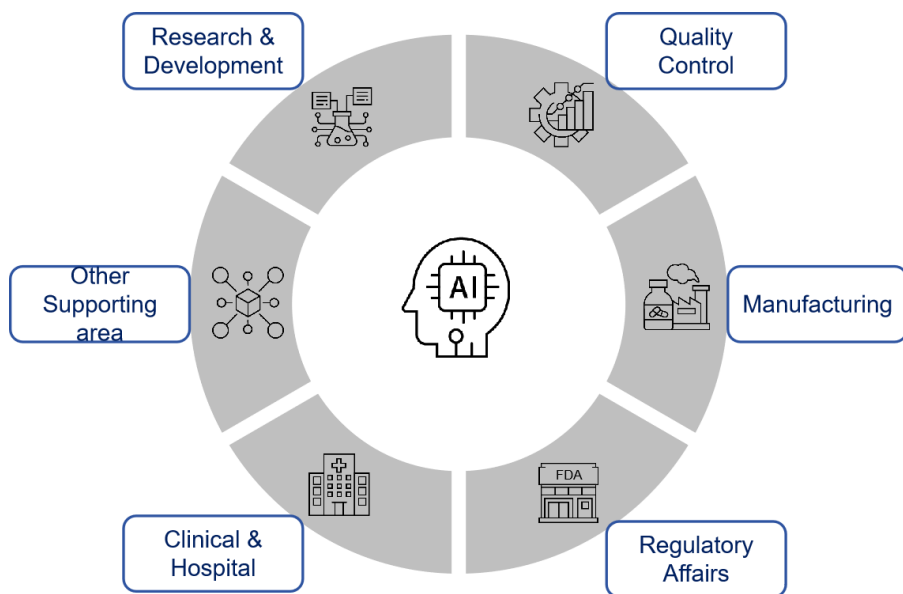 Research &
Development
Quality
Control
Other
Supporting
area
AI
Manufacturing
FDA
Clinical &
Hospital
Regulatory
Affairs